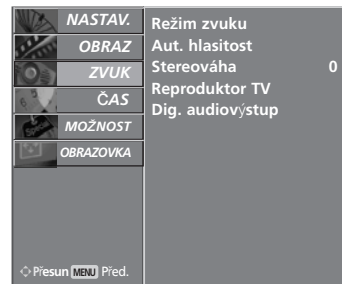 NASTAV.
OBRAZ
ZVUK
ČAS
MOŽNOST
OBRAZOVKA
Přesun MENU Před.
Režim zvuku
Aut. hlasitost
Stereováha 0
Reproduktor TV
Dig. audiovýstup